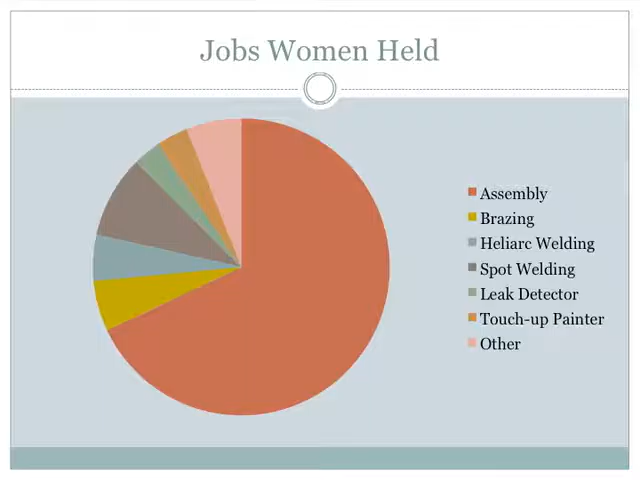 Jobs Women Held
Assembly
Brazing
Heliarc Welding
Spot Welding
Leak Detector
Touch-up Painter
Other